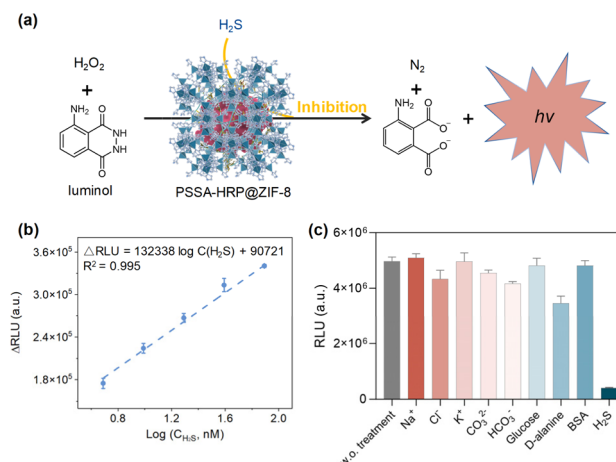 (a)
H₂S
H₂O₂
+
NH₂
O
NH
NH
O
luminol
Inhibition
PSSA-HRP@ZIF-8
N₂
+
NH₂
O
O⁻
O⁻
O
+
hv
(b)
△RLU = 132338 log C(H₂S) + 90721
R² = 0.995
ΔRLU (a.u.)
3.6×10⁵
3.0×10⁵
2.4×10⁵
1.8×10⁵
0.8
1.2
1.6
2.0
Log (C_H₂S, nM)
(c)
RLU (a.u.)
6×10⁶
4×10⁶
2×10⁶
0
w.o. treatment
Na⁺
Cl⁻
K⁺
CO₃²⁻
HCO₃⁻
Glucose
D-alanine
BSA
H₂S